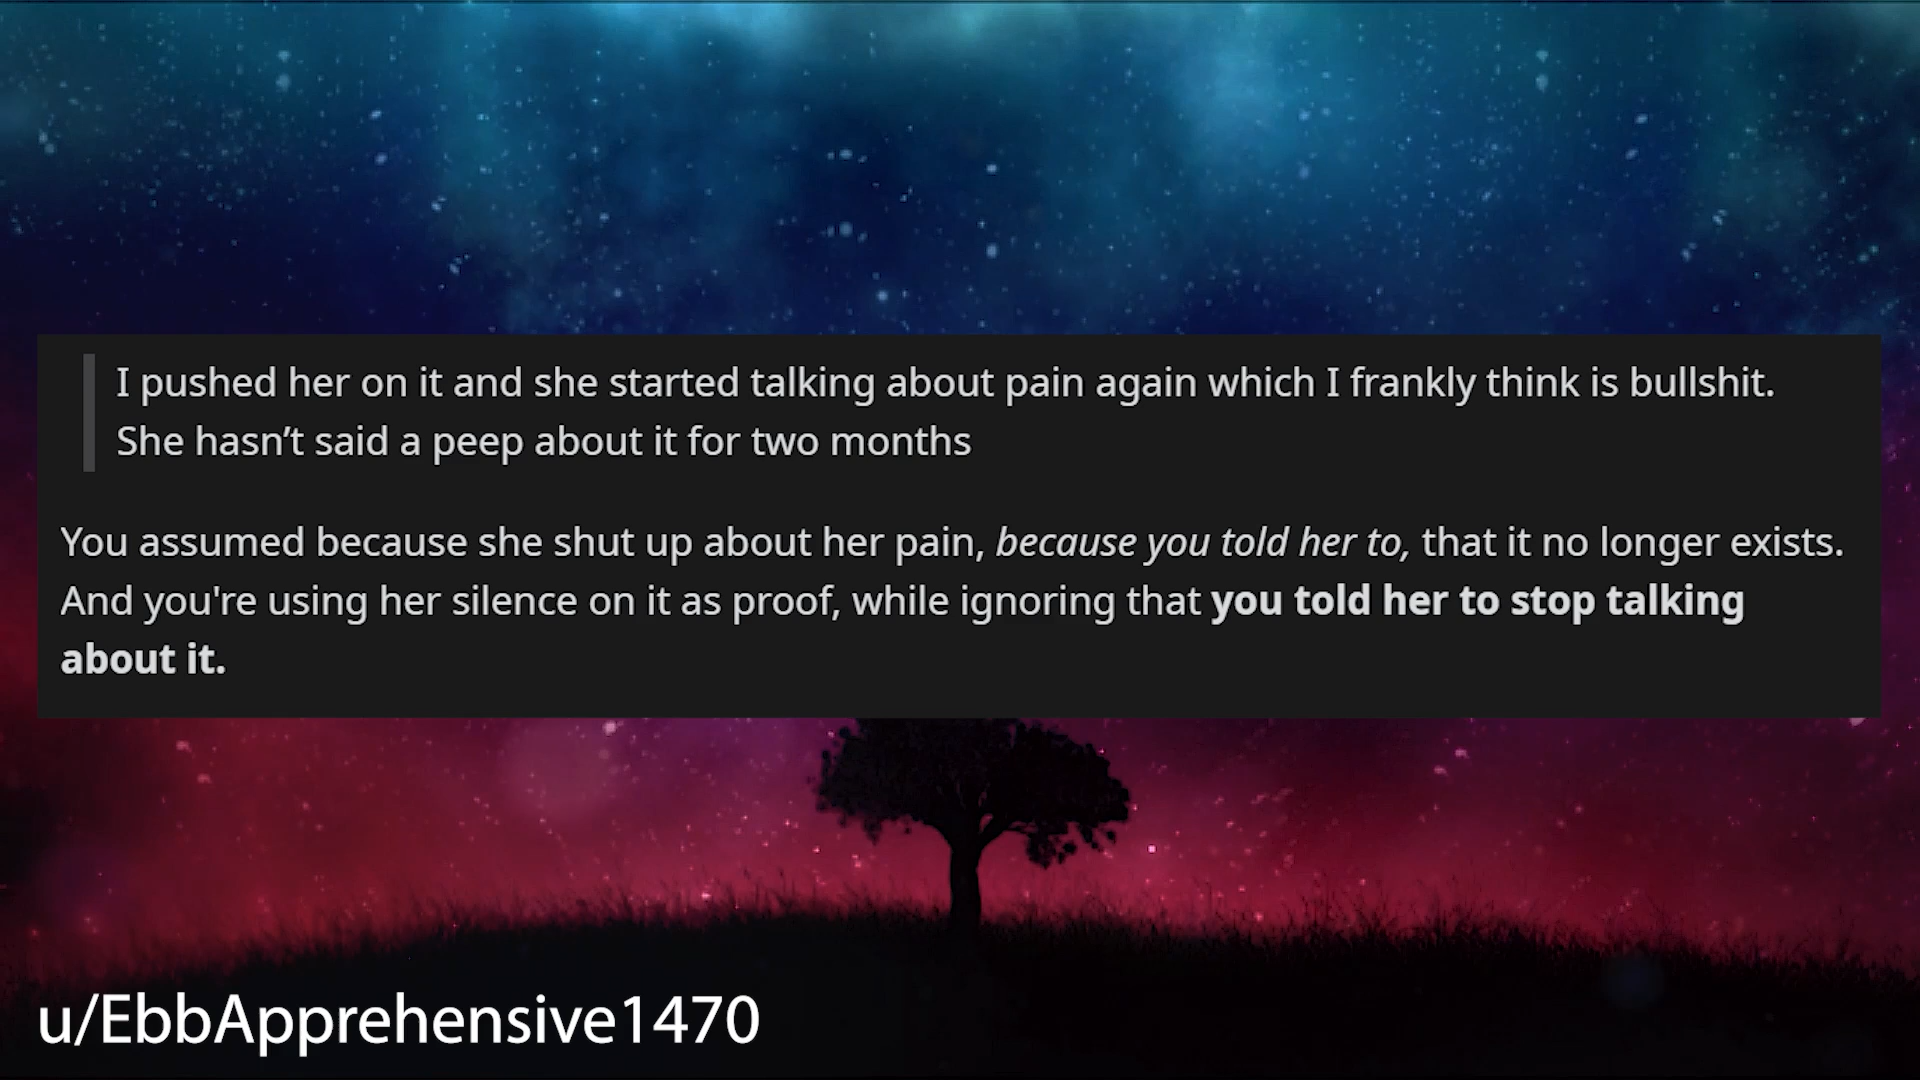 I pushed her on it and she started talking about pain again which I frankly think is bullshit.
She hasn’t said a peep about it for two months
You assumed because she shut up about her pain, because you told her to, that it no longer exists.
And you're using her silence on it as proof, while ignoring that you told her to stop talking
about it.
u/EbbApprehensive1470